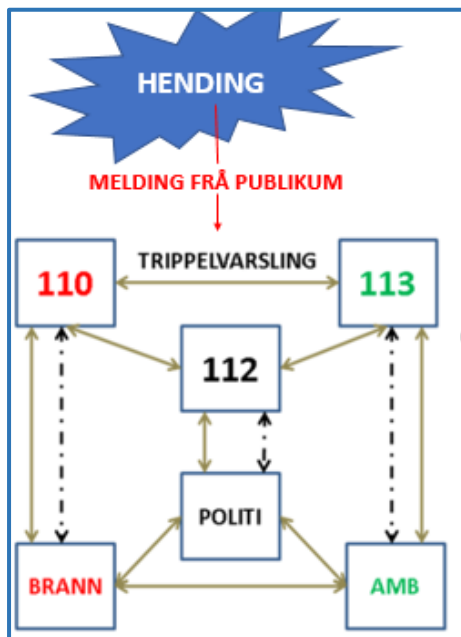 HENDING
MELDING FRÅ PUBLIKUM
TRIPPELVARSLING
110
113
112
POLITI
BRANN
AMB